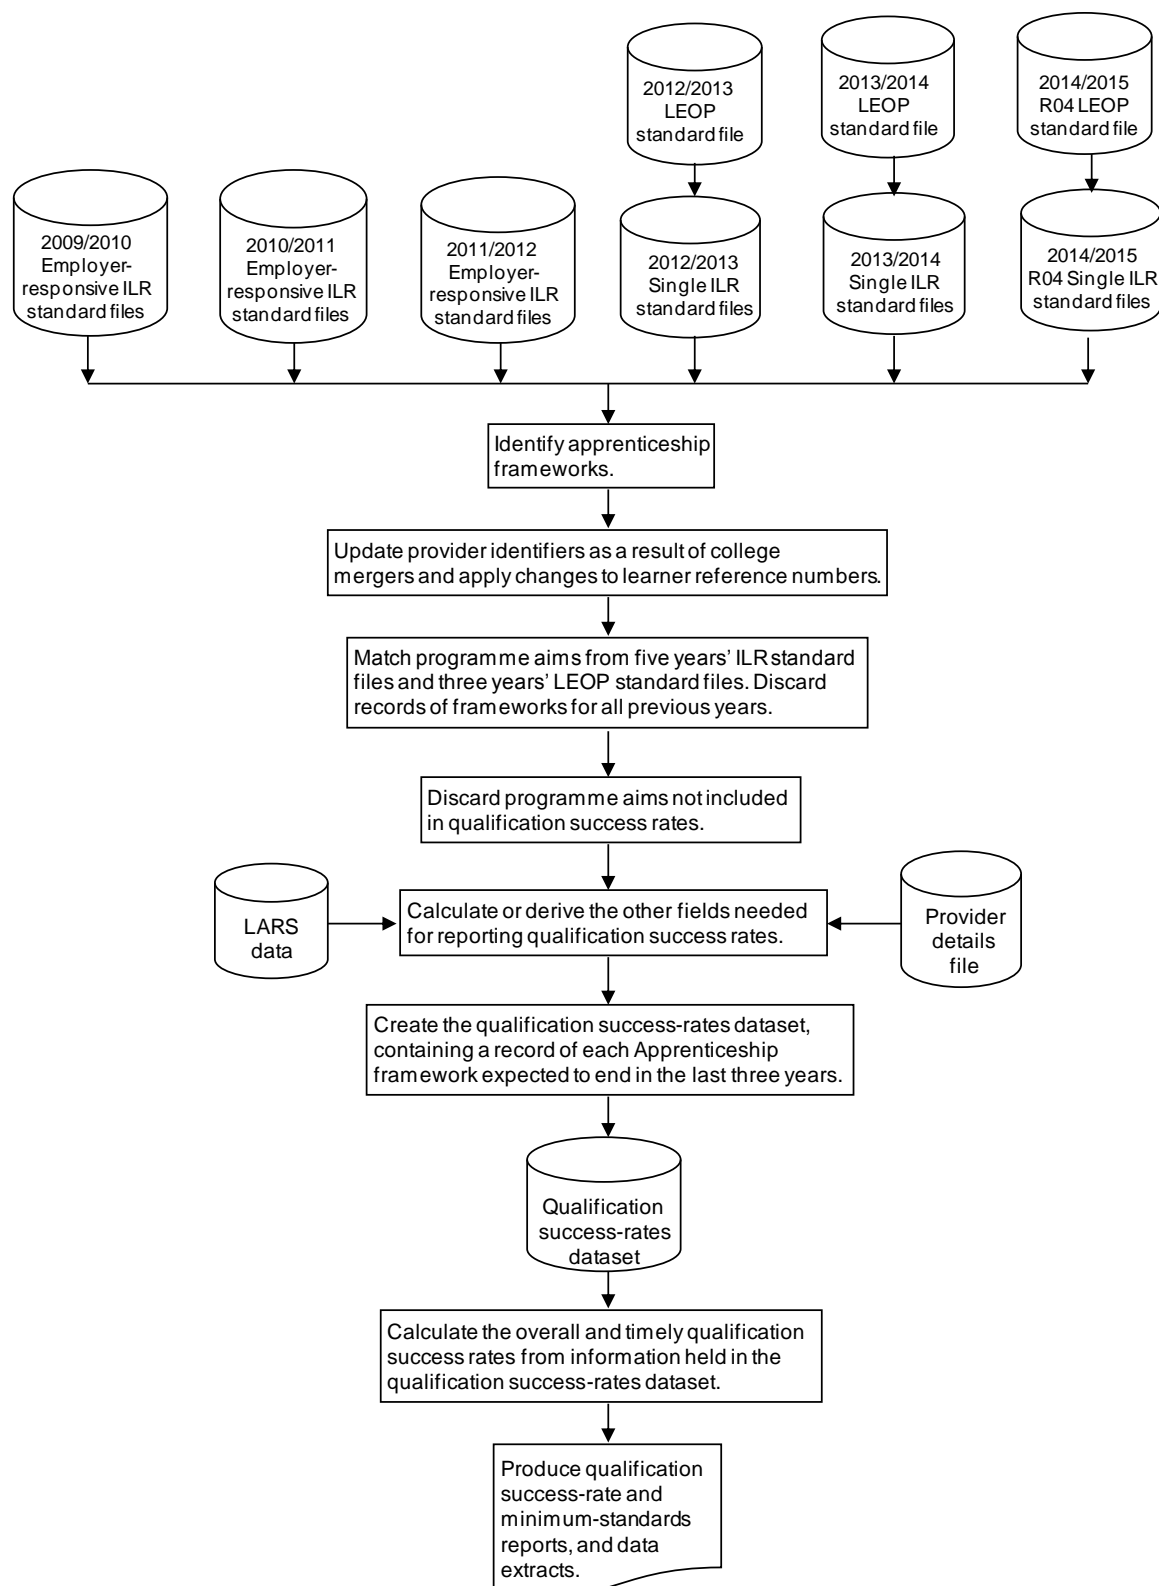 2012/2013
LEOP
standard file
2013/2014
LEOP
standard file
2014/2015
R04 LEOP
standard file
2009/2010
Employer-
responsive ILR
standard files
2010/2011
Employer-
responsive ILR
standard files
2011/2012
Employer-
responsive ILR
standard files
2012/2013
Single ILR
standard files
2013/2014
Single ILR
standard files
2014/2015
R04 Single ILR
standard files
Identify apprenticeship
frameworks.
Update provider identifiers as a result of college
mergers and apply changes to learner reference numbers.
Match programme aims from five years’ ILR standard
files and three years’ LEOP standard files. Discard
records of frameworks for all previous years.
Discard programme aims not included
in qualification success rates.
LARS
data
Calculate or derive the other fields needed
for reporting qualification success rates.
Provider
details
file
Create the qualification success-rates dataset,
containing a record of each Apprenticeship
framework expected to end in the last three years.
Qualification
success-rates
dataset
Calculate the overall and timely qualification
success rates from information held in the
qualification success-rates dataset.
Produce qualification
success-rate and
minimum-standards
reports, and data
extracts.